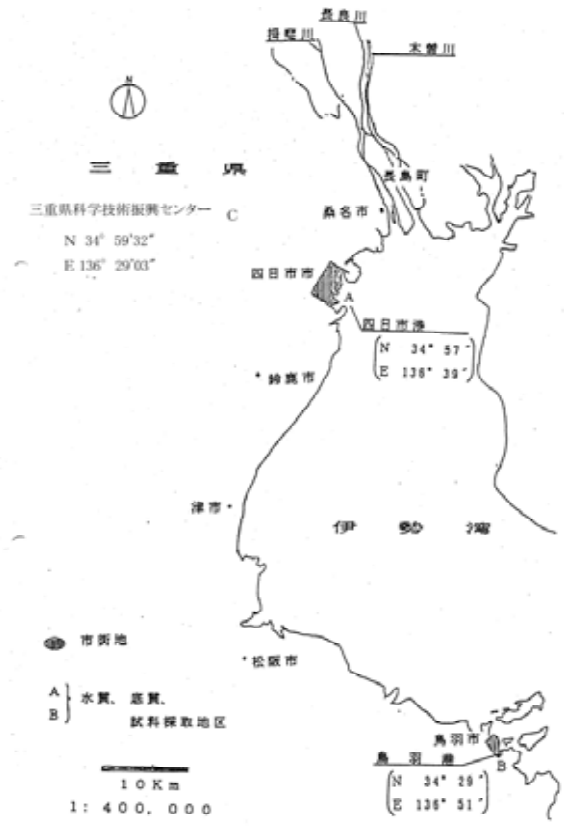 長良川
揖斐川
木曽川
N
三重県
長島町
三重県科学技術振興センター C
N 34° 59'32"
E 136° 29'03"
桑名市
四日市市
A
四日市港
N 34° 57'
E 136° 39'
鈴鹿市
津市
伊勢湾
市街地
松阪市
A
B
水質、底質、
試料採取地区
鳥羽市
鳥羽港
B
N 34° 29'
E 136° 51'
10Km
1: 400,000